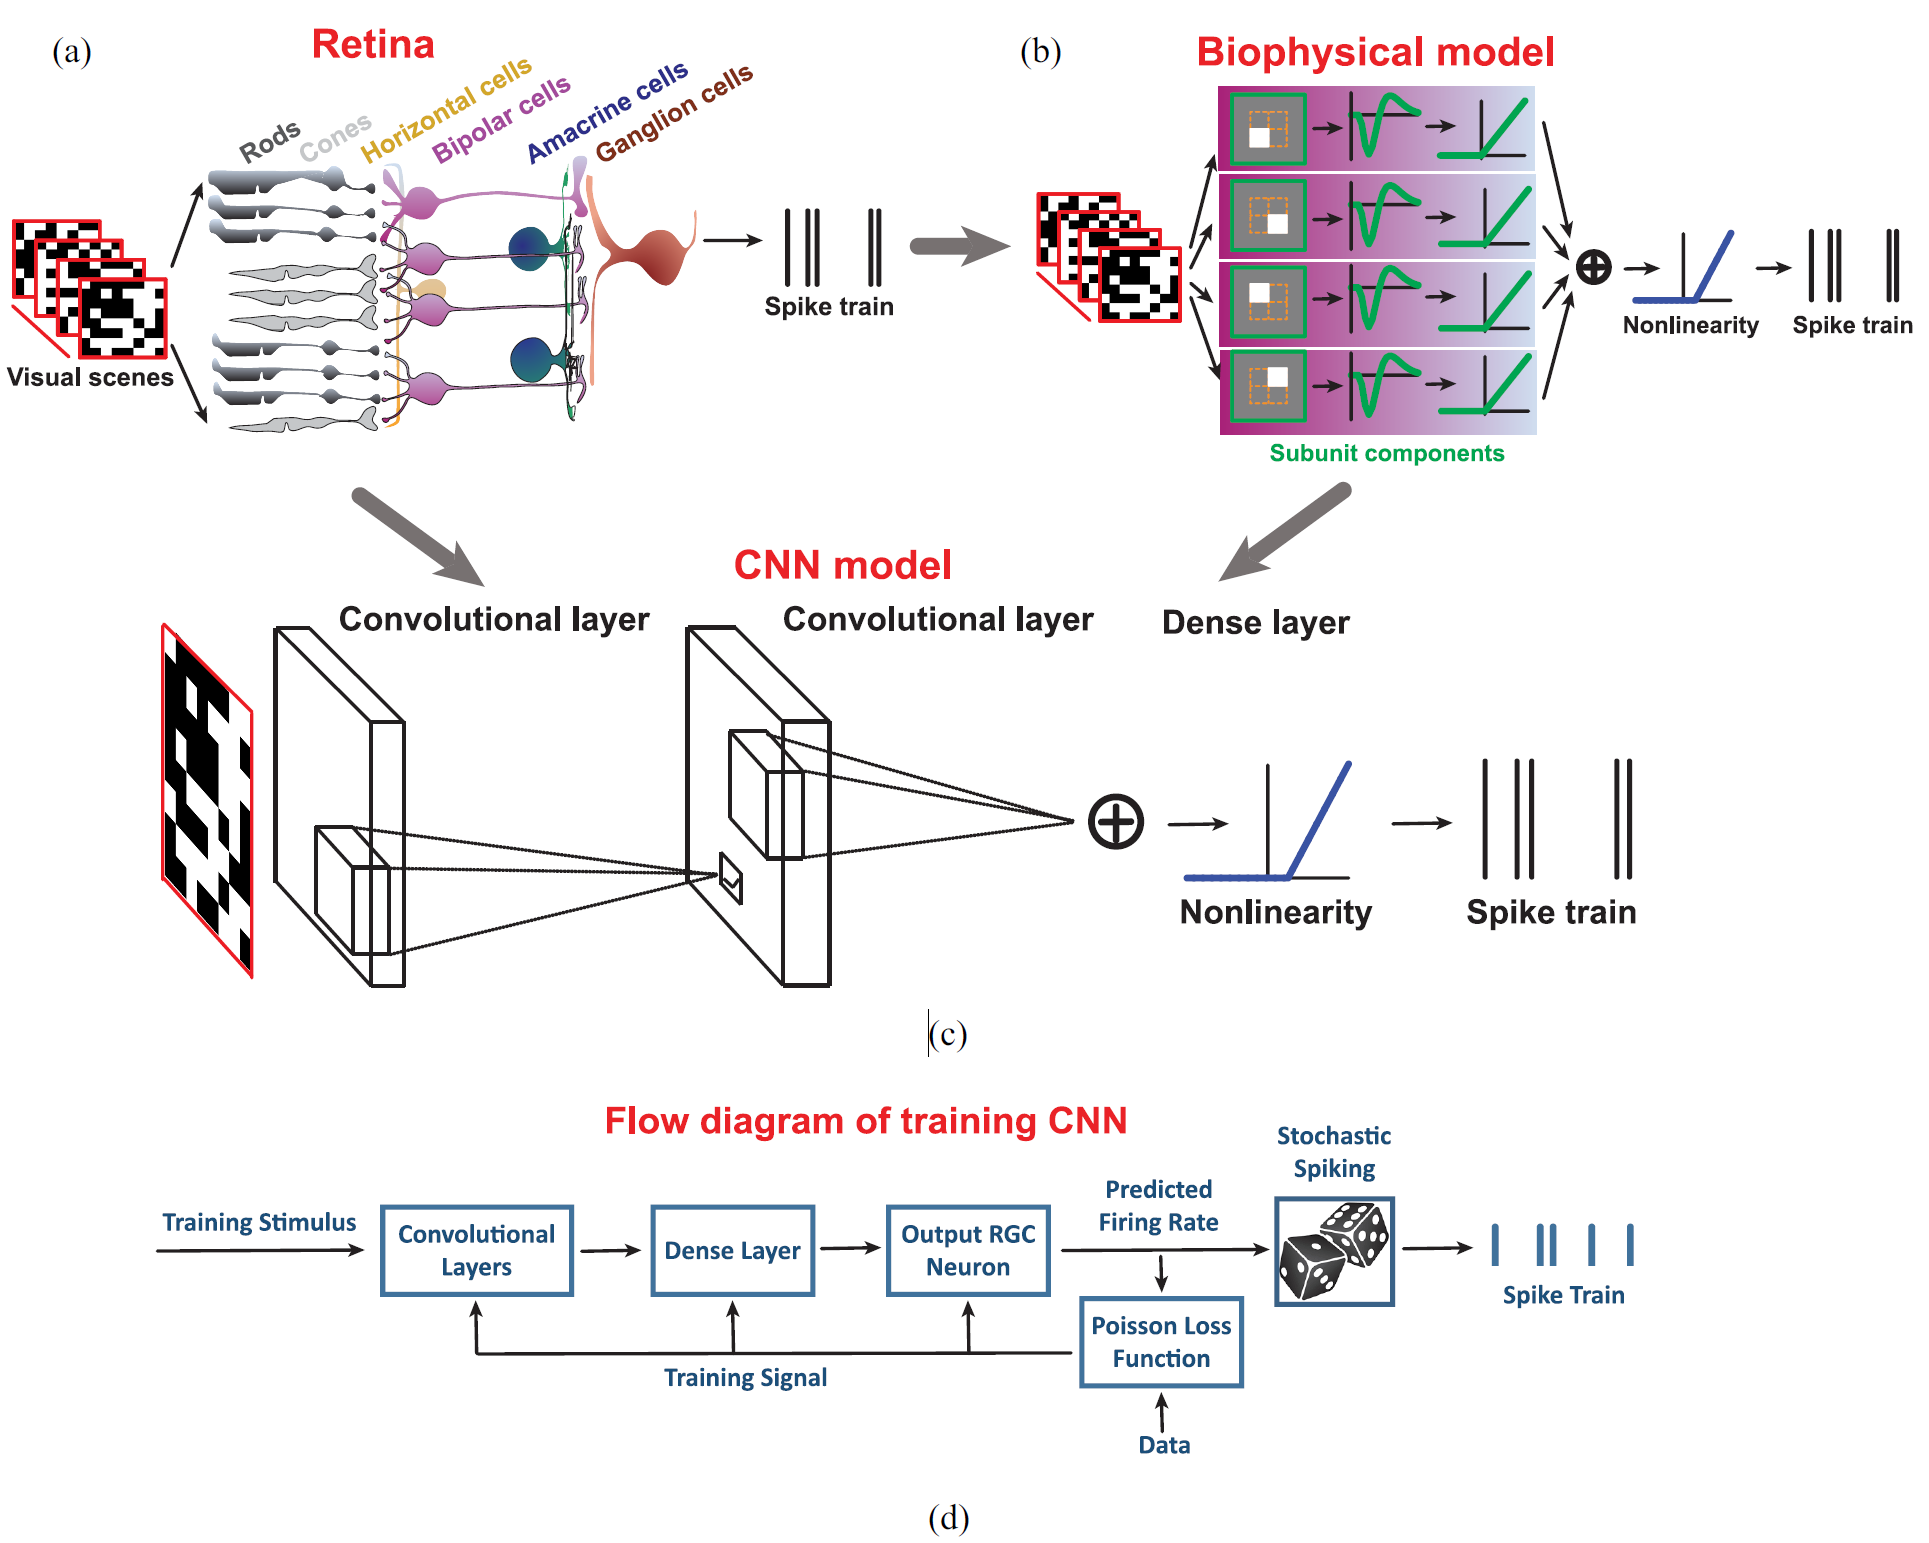 (a)
Retina
Rods
Cones
Horizontal cells
Bipolar cells
Amacrine cells
Ganglion cells
Visual scenes
Spike train
(b)
Biophysical model
Subunit components
Nonlinearity
Spike train
CNN model
Convolutional layer
Convolutional layer
Dense layer
Nonlinearity
Spike train
(c)
Flow diagram of training CNN
Training Stimulus
Convolutional
Layers
Dense Layer
Output RGC
Neuron
Predicted
Firing Rate
Stochastic
Spiking
Spike Train
Poisson Loss
Function
Training Signal
Data
(d)